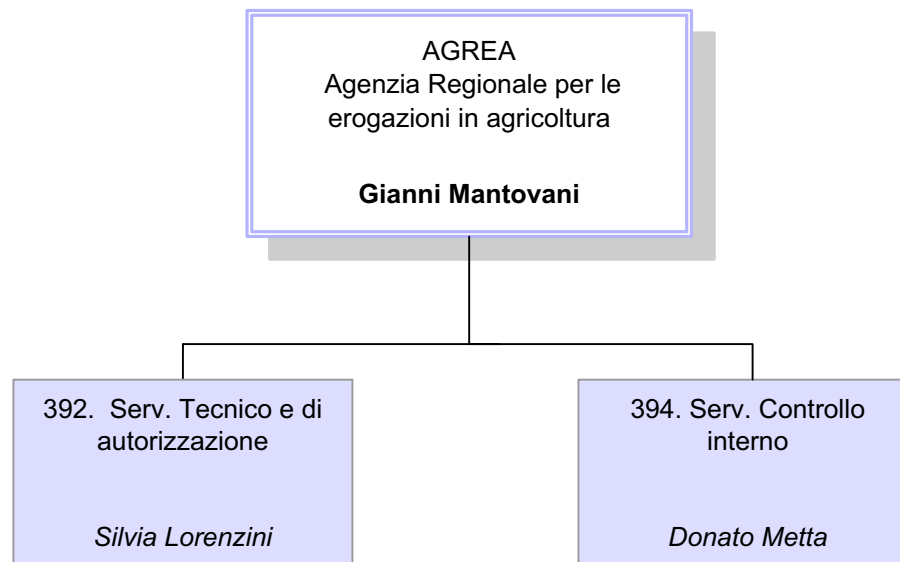 AGREA
Agenzia Regionale per le
erogazioni in agricoltura
Gianni Mantovani
392. Serv. Tecnico e di
autorizzazione
Silvia Lorenzini
394. Serv. Controllo
interno
Donato Metta